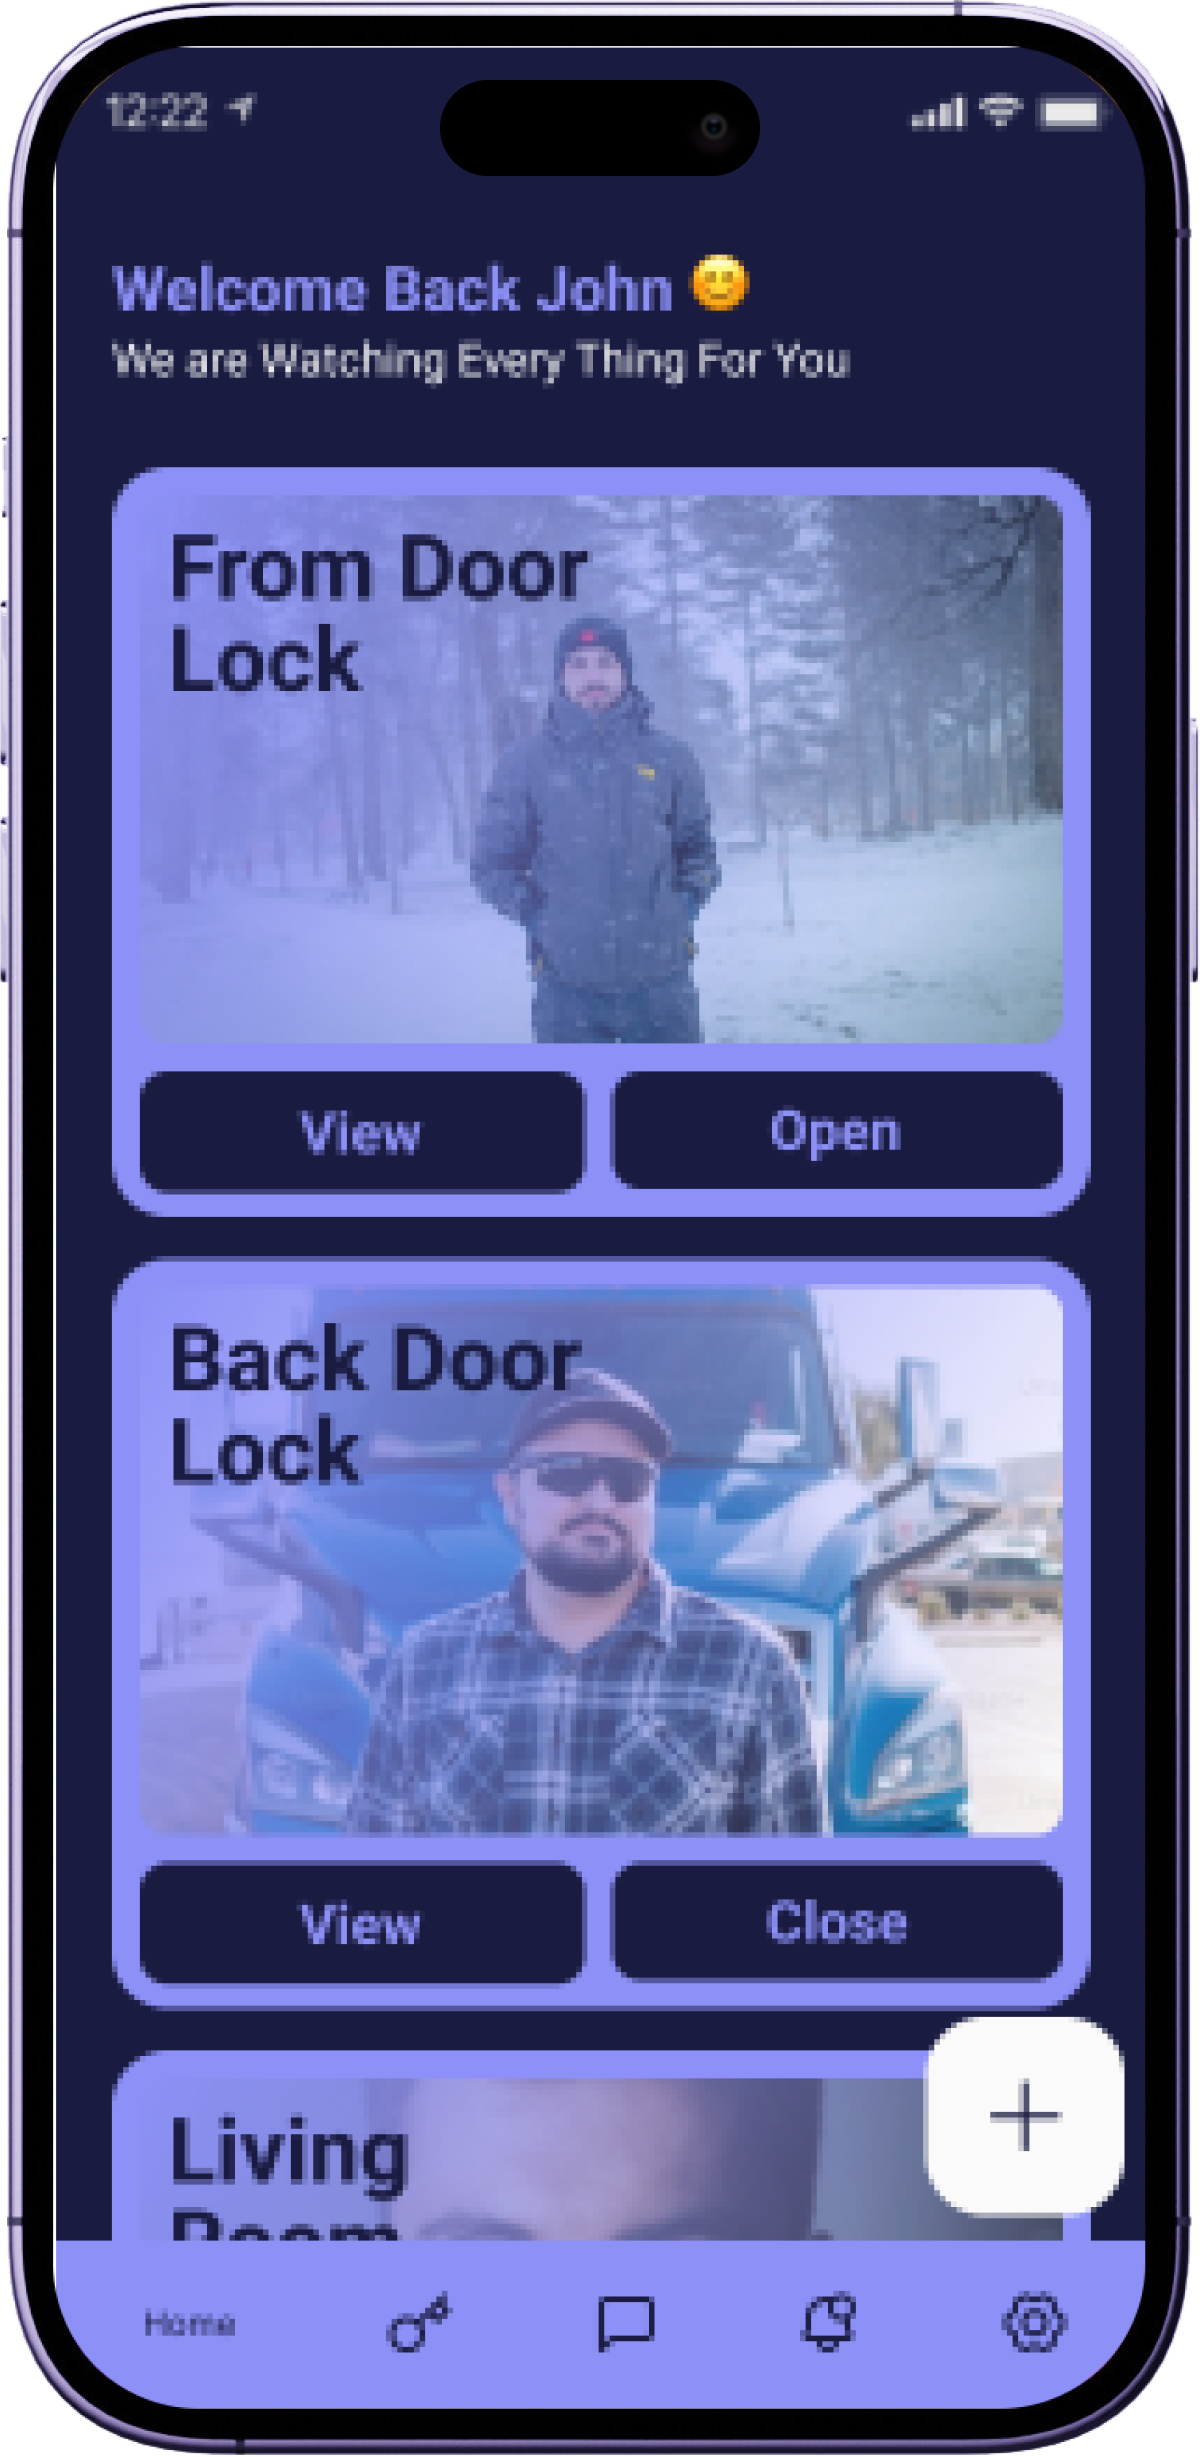 12:22
Welcome Back John 😊
We are Watching Every Thing For You
From Door
Lock
View
Open
Back Door
Lock
View
Close
Living
Room
Home